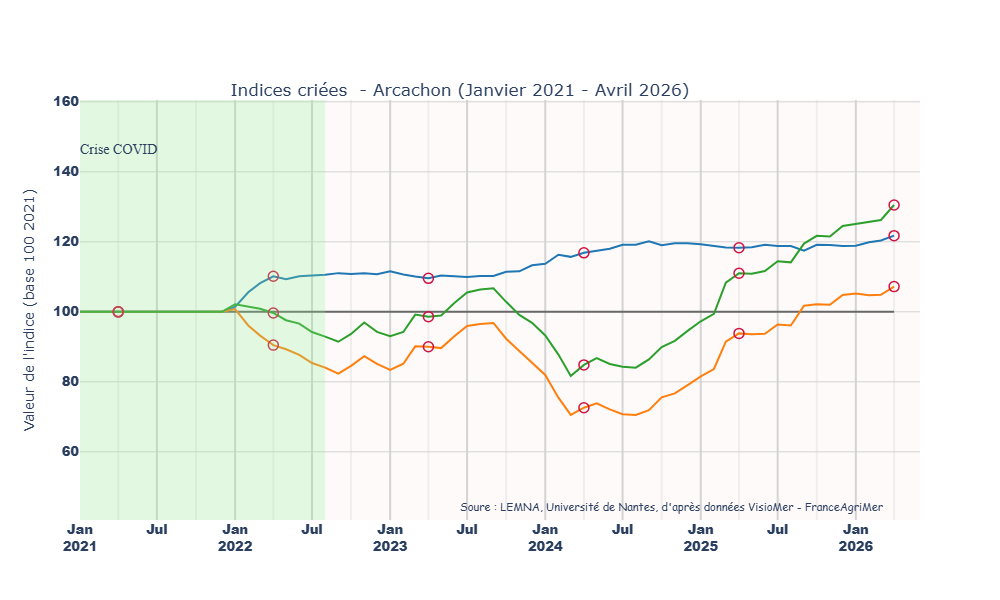 Indices criées  - Arcachon (Janvier 2021 - Avril 2026)
160
Crise COVID
140
120
100
80
60
Valeur de l'indice (base 100 2021)
Soure : LEMNA, Université de Nantes, d'après données VisioMer - FranceAgriMer
Jan Jul Jan Jul Jan Jul Jan Jul Jan Jul Jan
2021 2022 2023 2024 2025 2026